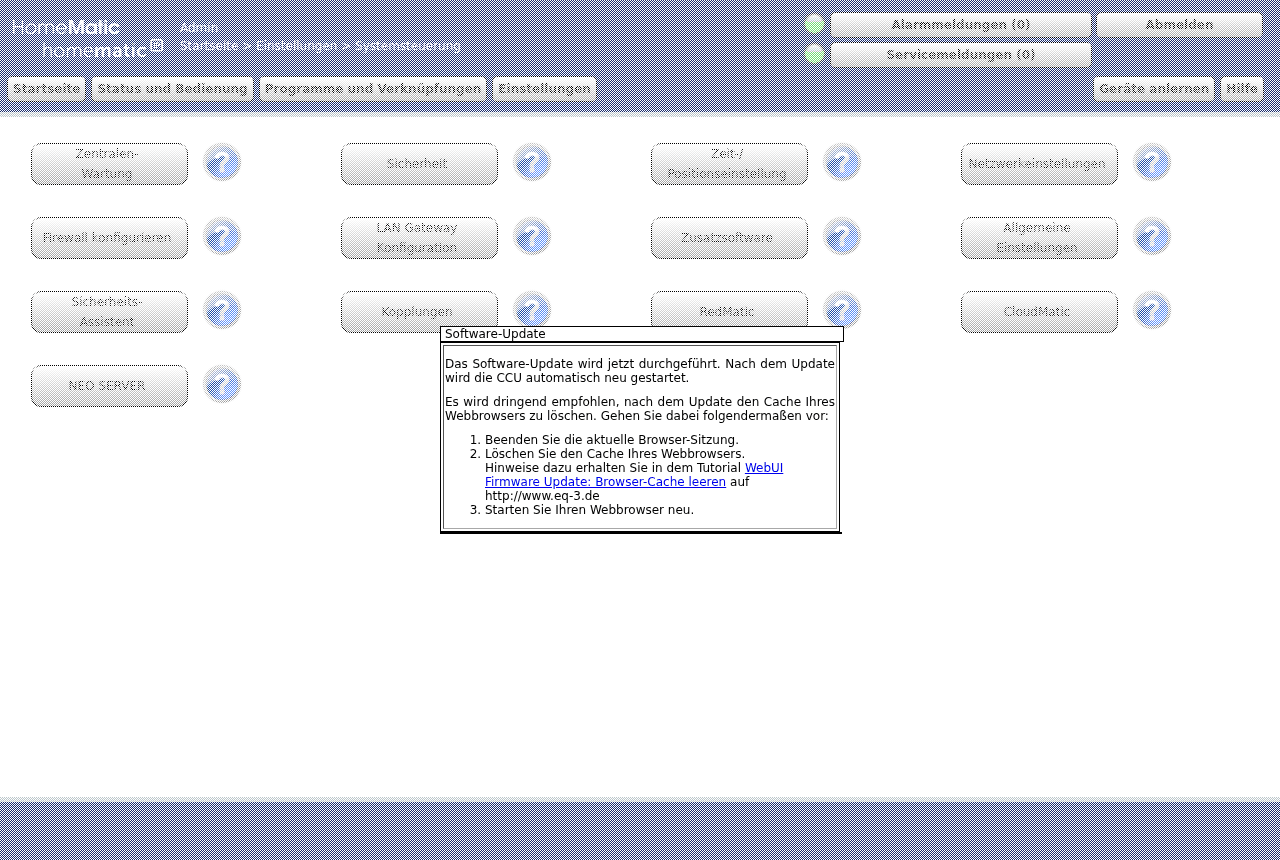 HomeMatic
homematic IP
Admin
Startseite > Einstellungen > Systemsteuerung
Alarmmeldungen (0)
Abmelden
Servicemeldungen (0)
Startseite
Status und Bedienung
Programme und Verknüpfungen
Einstellungen
Geräte anlernen
Hilfe
Zentralen-
Wartung
?
Sicherheit
?
Zeit-/
Positionseinstellung
?
Netzwerkeinstellungen
?
Firewall konfigurieren
?
LAN Gateway
Konfiguration
?
Zusatzsoftware
?
Allgemeine
Einstellungen
?
Sicherheits-
Assistent
?
Kopplungen
?
RedMatic
?
CloudMatic
?
NEO SERVER
?
Software-Update
Das Software-Update wird jetzt durchgeführt. Nach dem Update
wird die CCU automatisch neu gestartet.
Es wird dringend empfohlen, nach dem Update den Cache Ihres
Webbrowsers zu löschen. Gehen Sie dabei folgendermaßen vor:
1. Beenden Sie die aktuelle Browser-Sitzung.
2. Löschen Sie den Cache Ihres Webbrowsers.
Hinweise dazu erhalten Sie in dem Tutorial WebUI
Firmware Update: Browser-Cache leeren auf
http://www.eq-3.de
3. Starten Sie Ihren Webbrowser neu.